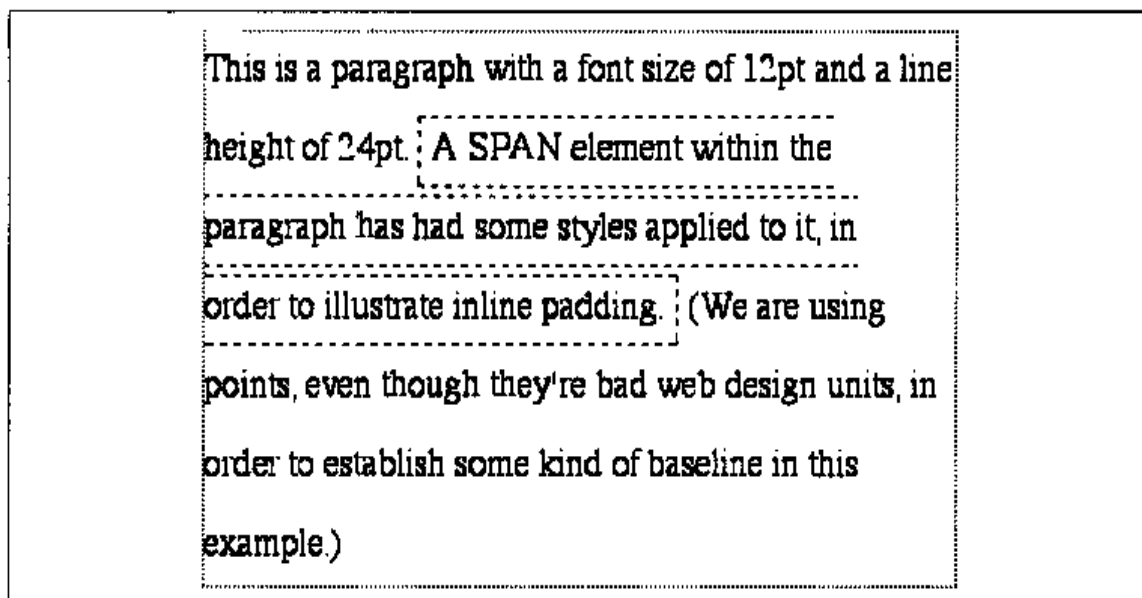 This is a paragraph with a font size of 12pt and a line
height of 24pt. A SPAN element within the
paragraph has had some styles applied to it, in
order to illustrate inline padding. (We are using
points, even though they're bad web design units, in
order to establish some kind of baseline in this
example.)